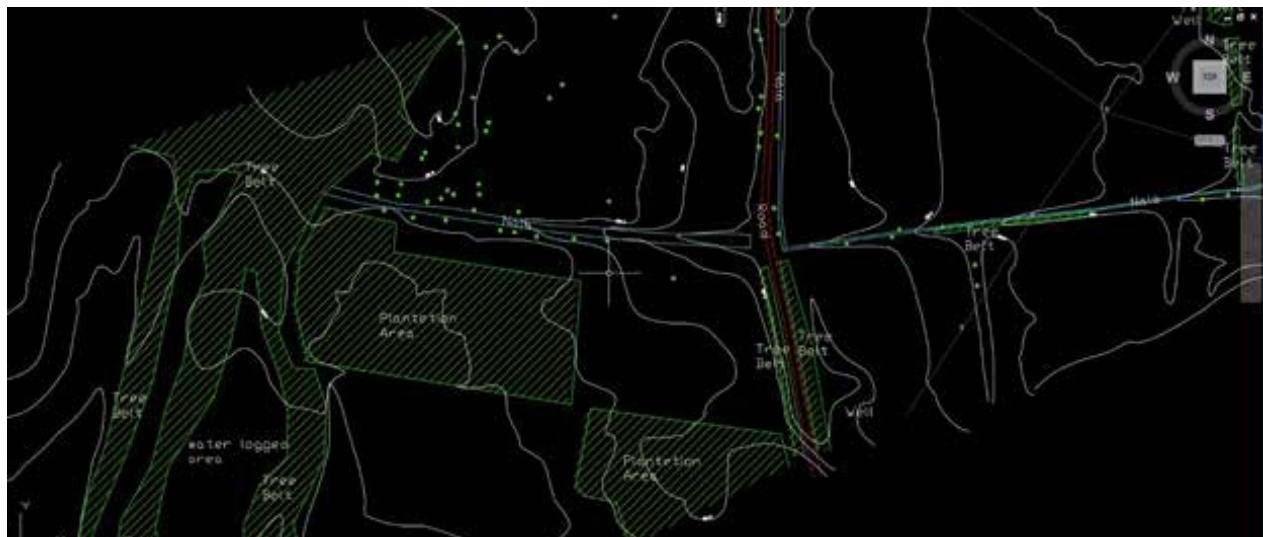 Well
N
Tree
Belt
W
TOP
E
Nala
S
Tree
Belt
Tree
Belt
Nala
Nala
Road
Tree
Belt
Plantation
Area
Tree
Belt
Tree
Belt
Tree
Belt
Well
water logged
area
Plantation
Area
Tree
Belt
Y